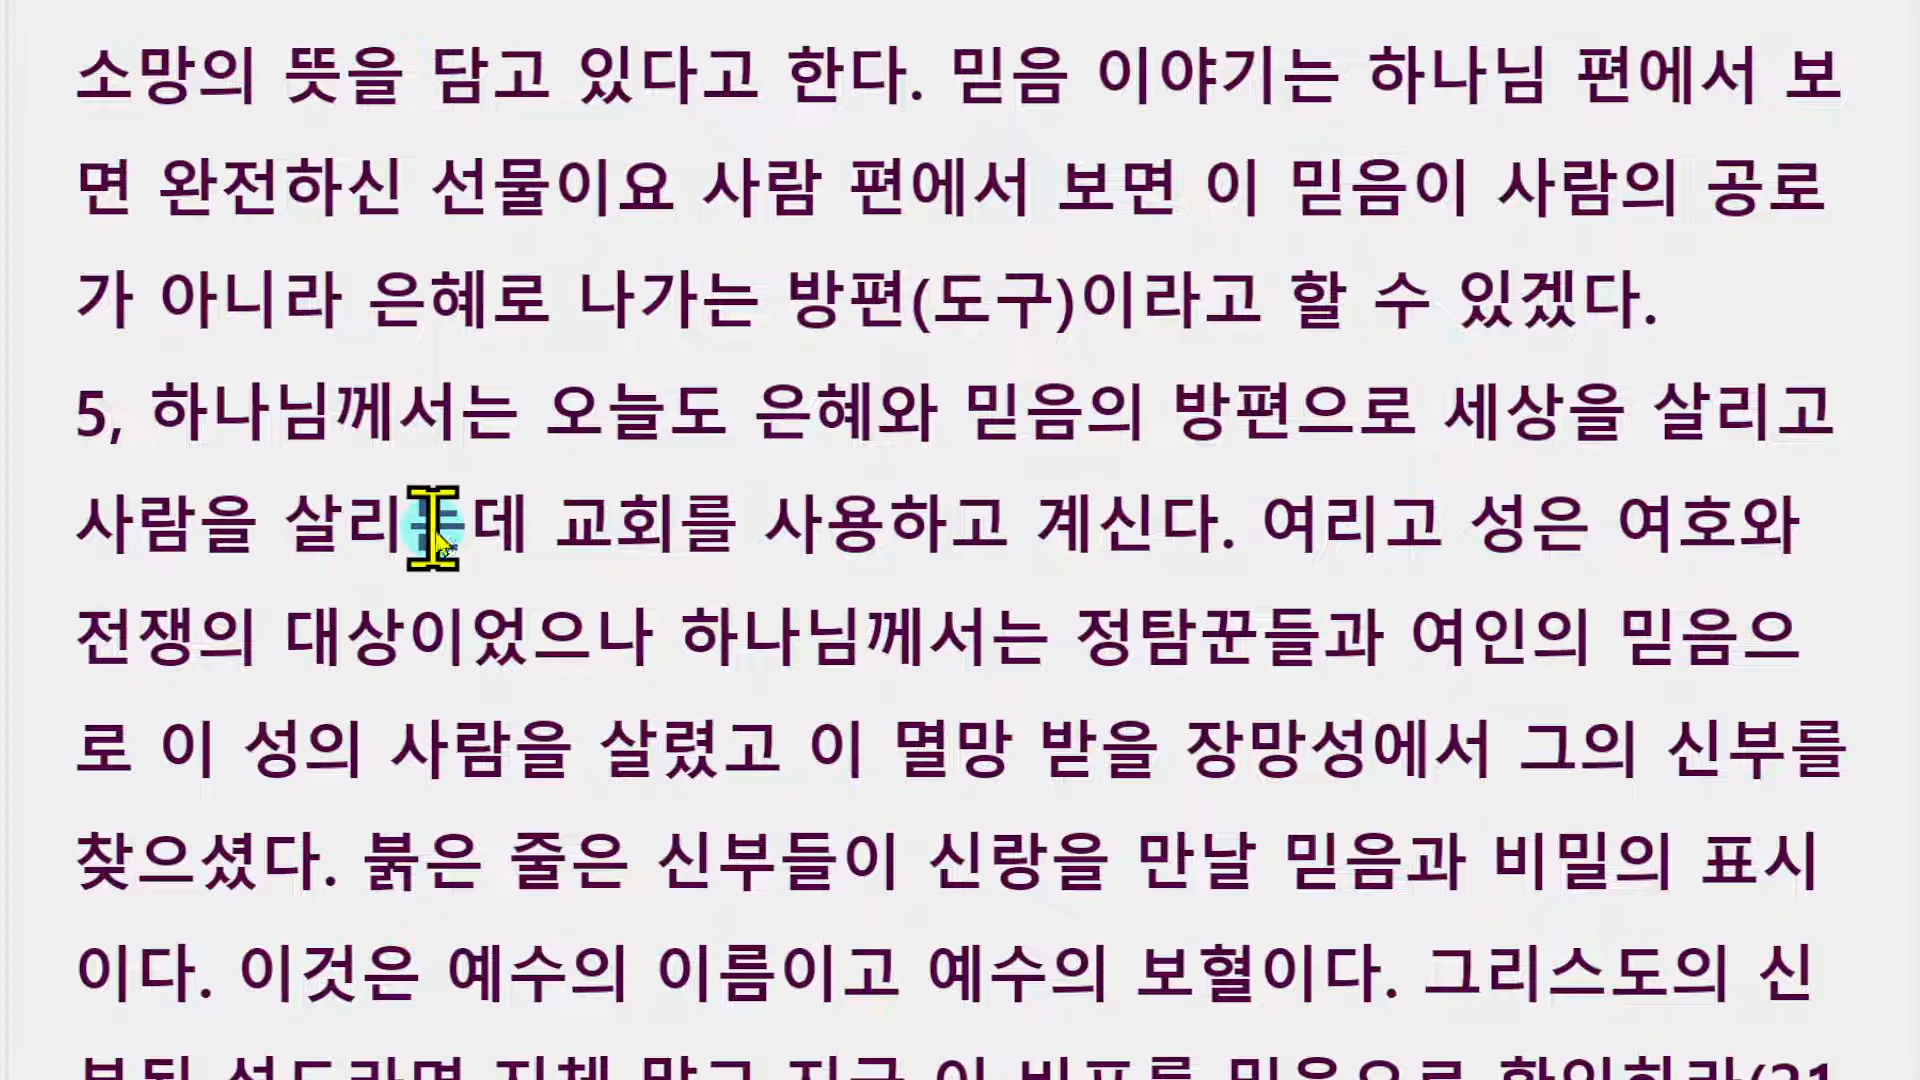 소망의 뜻을 담고 있다고 한다. 믿음 이야기는 하나님 편에서 보
면 완전하신 선물이요 사람 편에서 보면 이 믿음이 사람의 공로
가 아니라 은혜로 나가는 방편(도구)이라고 할 수 있겠다.
5, 하나님께서는 오늘도 은혜와 믿음의 방편으로 세상을 살리고
사람을 살리는데 교회를 사용하고 계신다. 여리고 성은 여호와
전쟁의 대상이었으나 하나님께서는 정탐꾼들과 여인의 믿음으
로 이 성의 사람을 살렸고 이 멸망 받을 장망성에서 그의 신부를
찾으셨다. 붉은 줄은 신부들이 신랑을 만날 믿음과 비밀의 표시
이다. 이것은 예수의 이름이고 예수의 보혈이다. 그리스도의 신